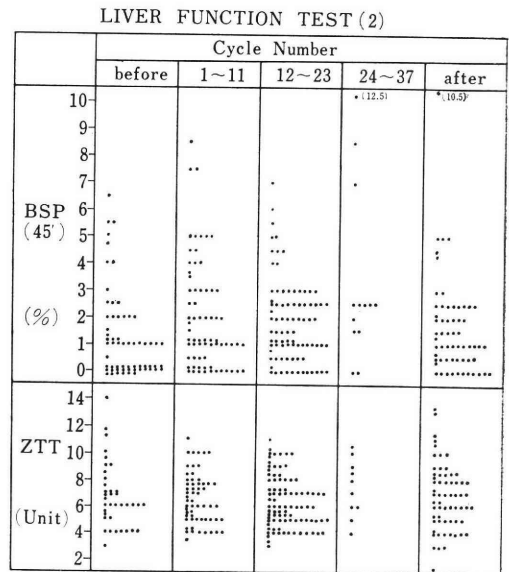 LIVER FUNCTION TEST (2)
Cycle Number
before 1~11 12~23 24~37 after
10 (12.5) (10.5)
9
8
7
BSP 6
(45') 5
4
3
(%) 2
1
0
14
12
ZTT 10
8
(Unit) 6
4
2